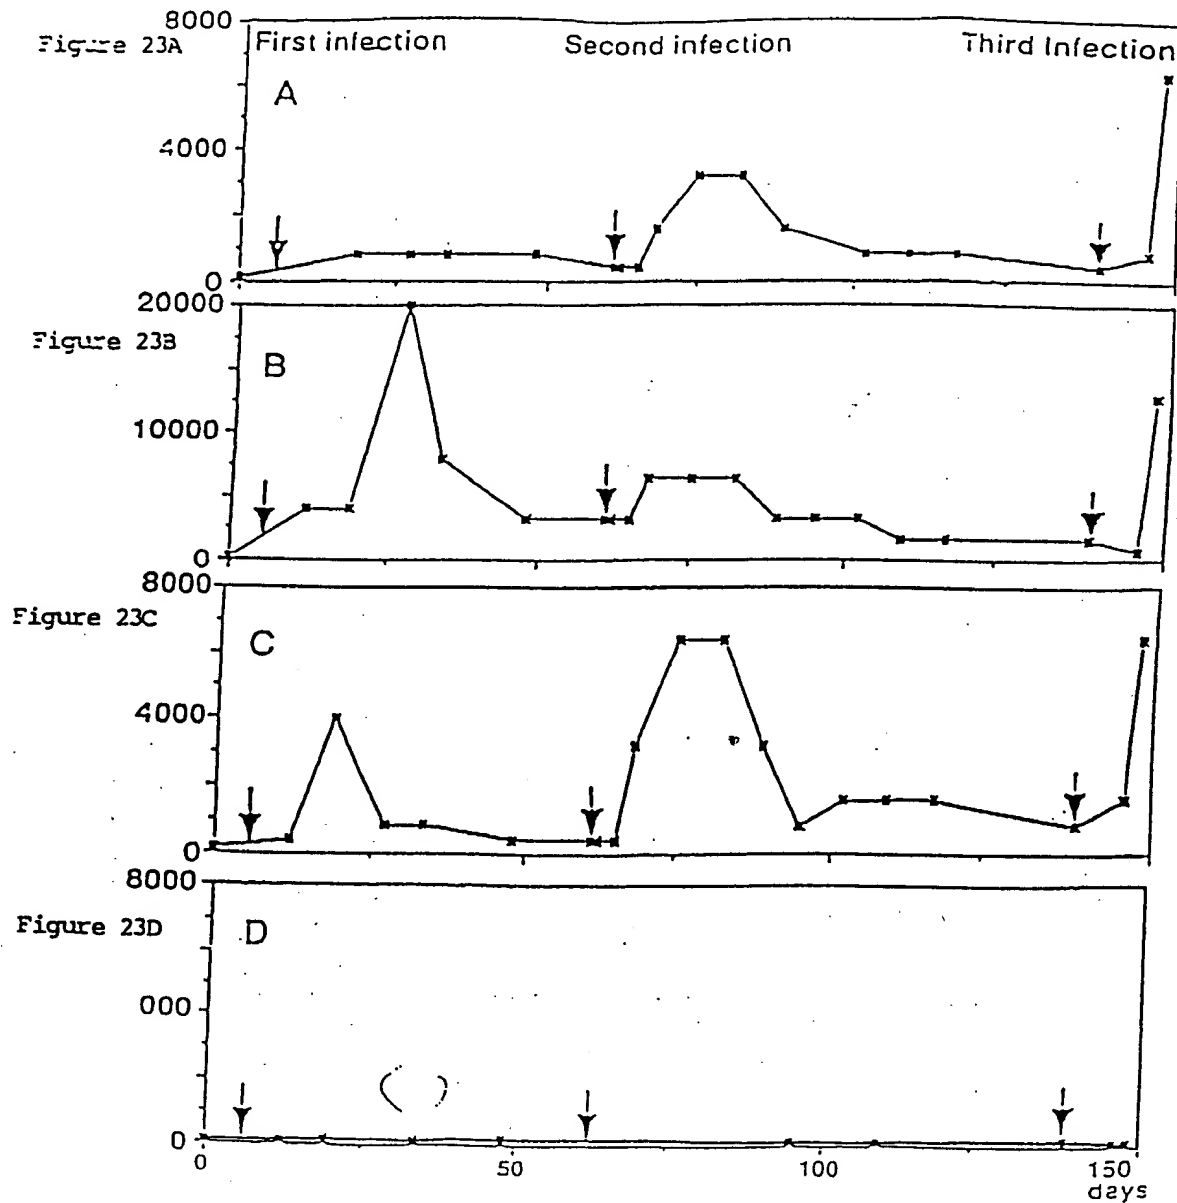 8000
Figure 23A
First infection
Second infection
Third Infection
A
4000
0
20000
Figure 23B
B
10000
0
8000
Figure 23C
C
4000
0
8000
Figure 23D
D
000
0
0
50
100
150
days